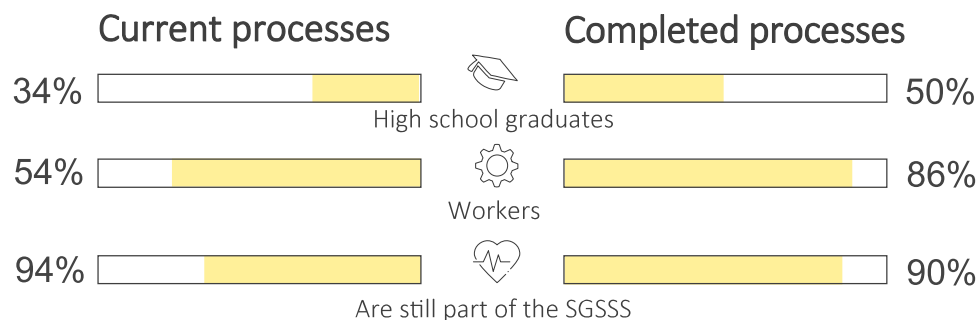 Current processes
Completed processes
34%
50%
High school graduates
54%
86%
Workers
94%
90%
Are still part of the SGSSS